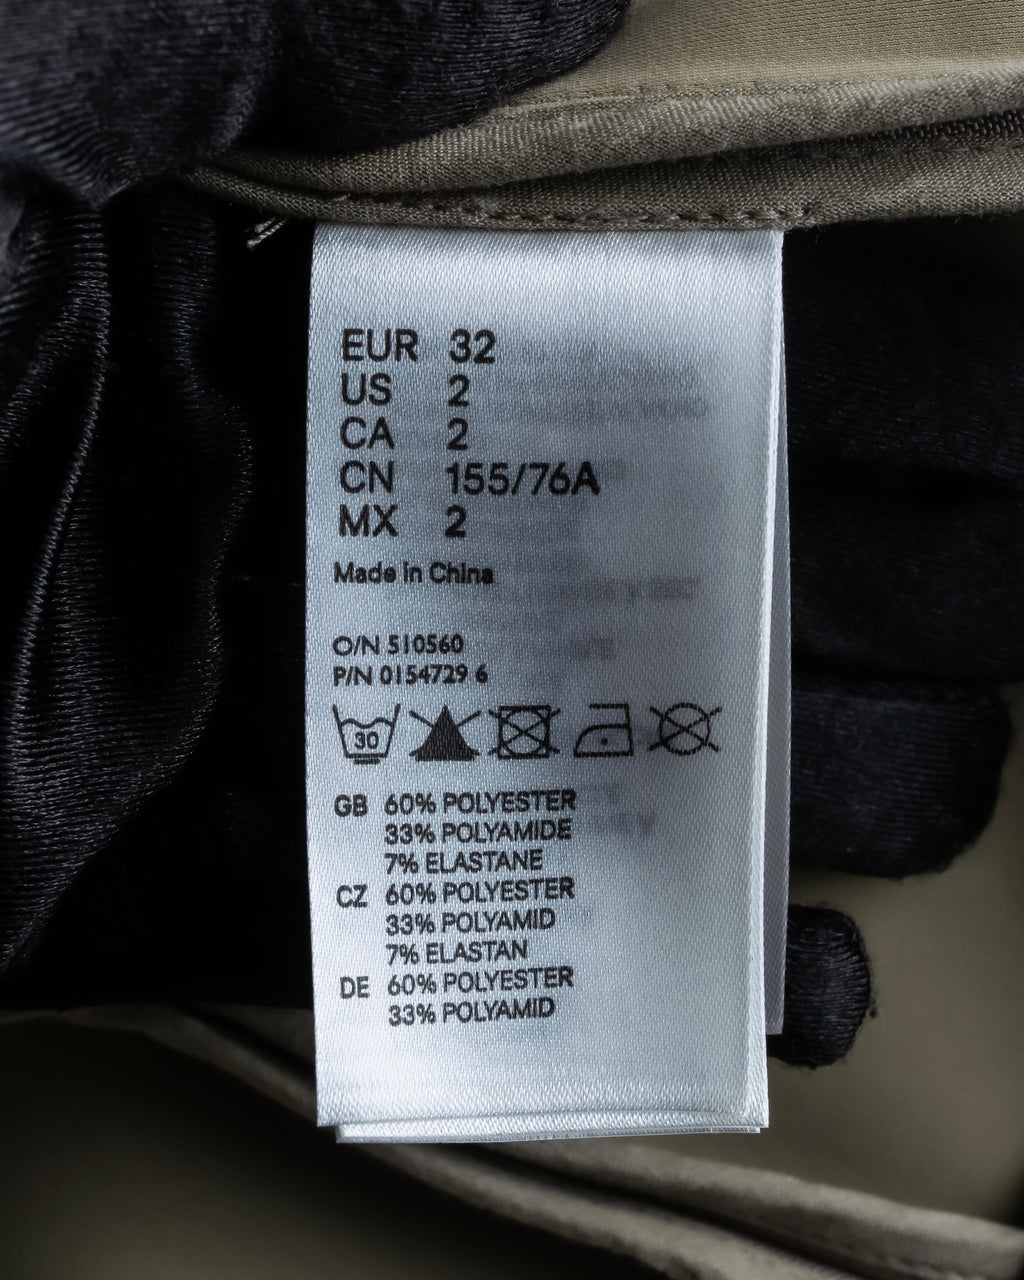 EUR 32
US 2
CA 2
CN 155/76A
MX 2
Made in China
O/N 510560
P/N 0154729 6
30
GB 60% POLYESTER
33% POLYAMIDE
7% ELASTANE
CZ 60% POLYESTER
33% POLYAMID
7% ELASTAN
DE 60% POLYESTER
33% POLYAMID